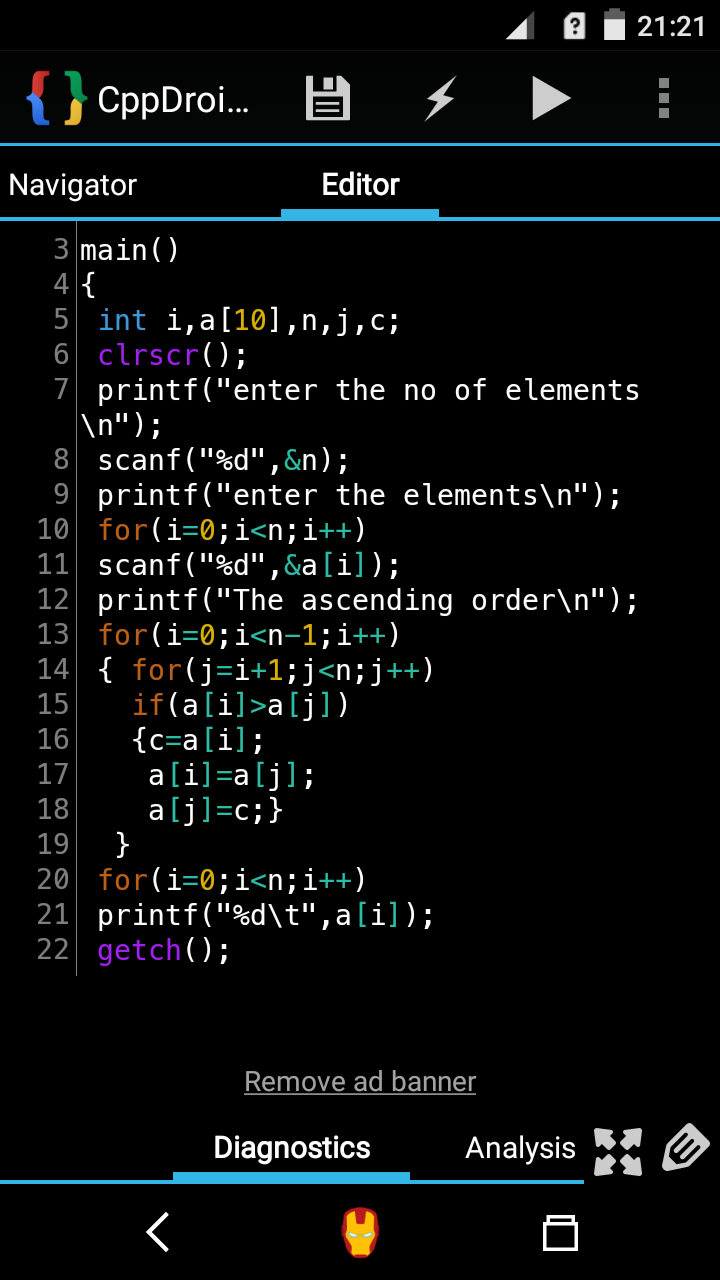 21:21
CppDroi...
Navigator
Editor
3 main()
4 {
5 int i,a[10],n,j,c;
6 clrscr();
7 printf("enter the no of elements
\n");
8 scanf("%d",&n);
9 printf("enter the elements\n");
10 for(i=0;i<n;i++)
11 scanf("%d",&a[i]);
12 printf("The ascending order\n");
13 for(i=0;i<n-1;i++)
14 { for(j=i+1;j<n;j++)
15 if(a[i]>a[j])
16 {c=a[i];
17 a[i]=a[j];
18 a[j]=c;}
19 }
20 for(i=0;i<n;i++)
21 printf("%d\t",a[i]);
22 getch();
Remove ad banner
Diagnostics
Analysis